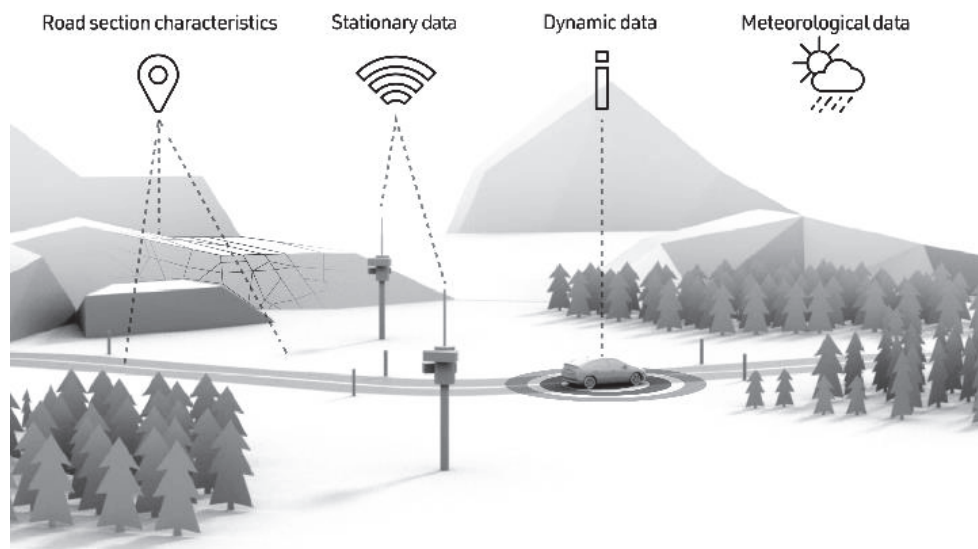 Road section characteristics
Stationary data
Dynamic data
Meteorological data